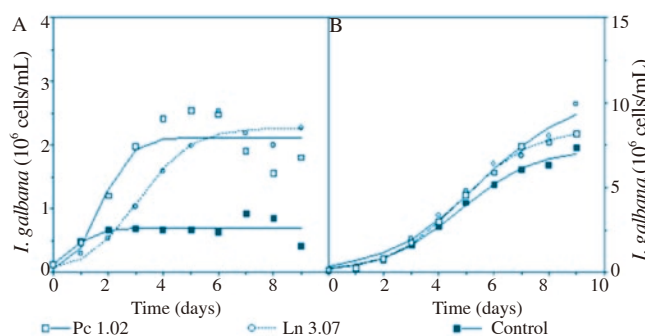 A
B
4
3
2
1
0
I. galbana (10⁶ cells/mL)
0 2 4 6 8
Time (days)
15
10
5
0
I. galbana (10⁶ cells/mL)
0 2 4 6 8 10
Time (days)
Pc 1.02 Ln 3.07 Control